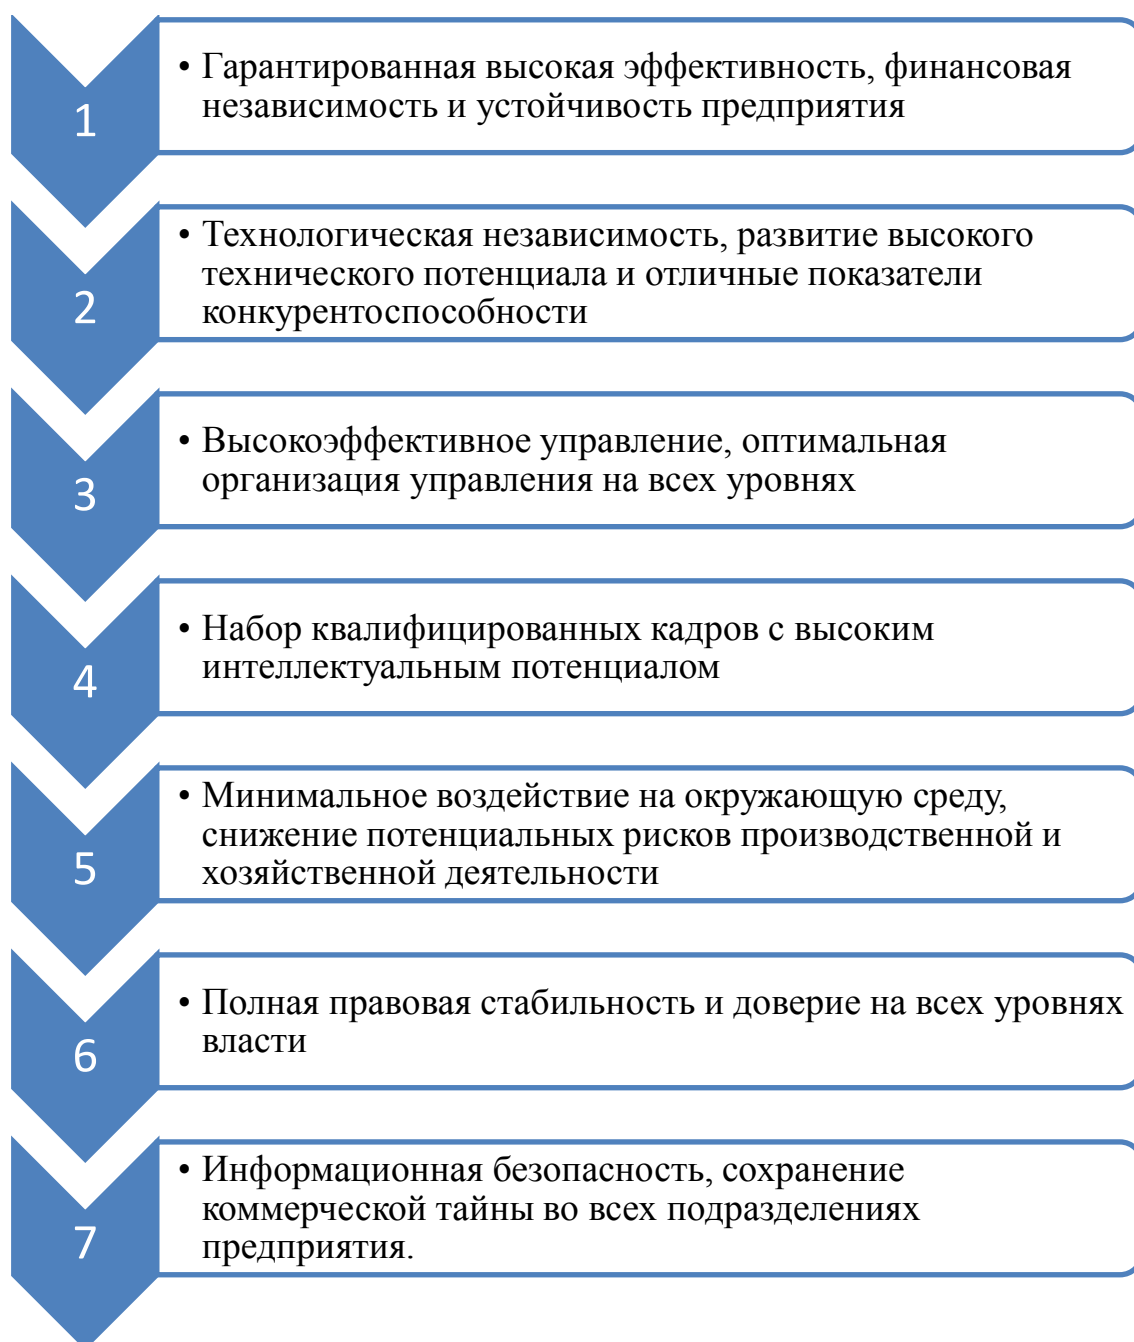 1
• Гарантированная высокая эффективность, финансовая
независимость и устойчивость предприятия
2
• Технологическая независимость, развитие высокого
технического потенциала и отличные показатели
конкурентоспособности
3
• Высокоэффективное управление, оптимальная
организация управления на всех уровнях
4
• Набор квалифицированных кадров с высоким
интеллектуальным потенциалом
5
• Минимальное воздействие на окружающую среду,
снижение потенциальных рисков производственной и
хозяйственной деятельности
6
• Полная правовая стабильность и доверие на всех уровнях
власти
7
• Информационная безопасность, сохранение
коммерческой тайны во всех подразделениях
предприятия.